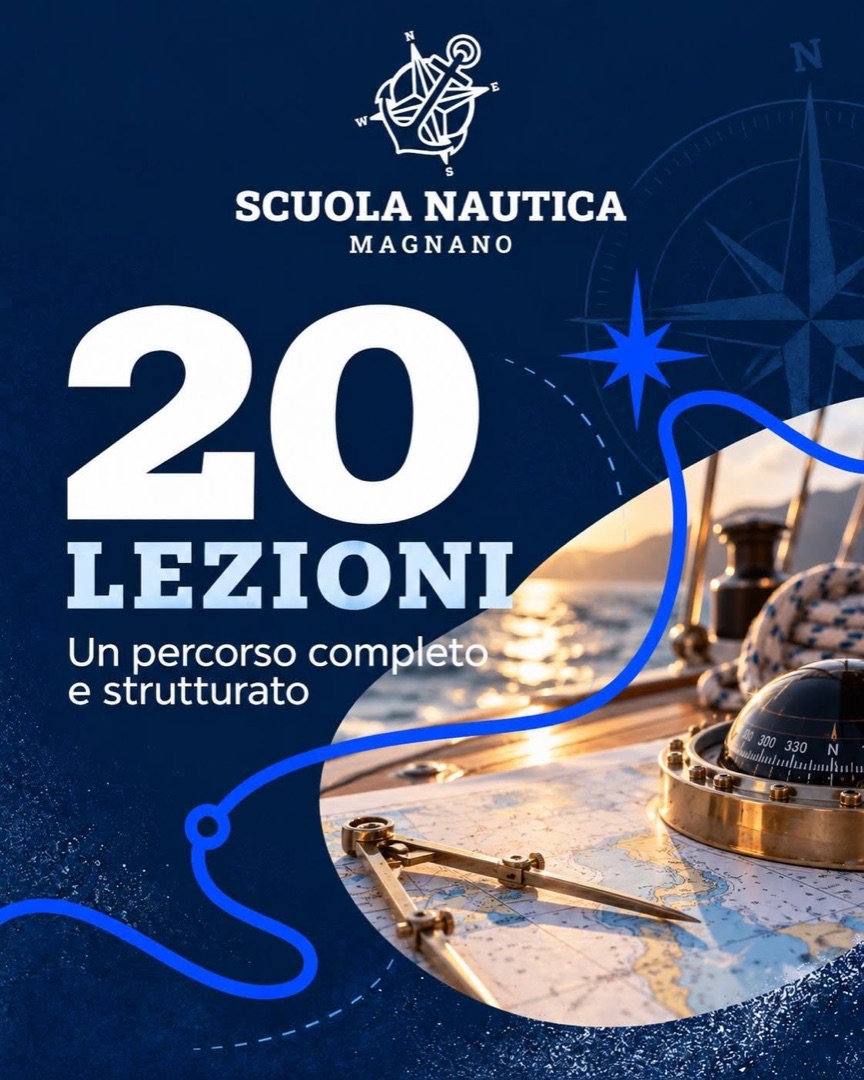 N
E
W
S
SCUOLA NAUTICA
MAGNANO
N
20
LEZIONI
Un percorso completo
e strutturato
300 330 N